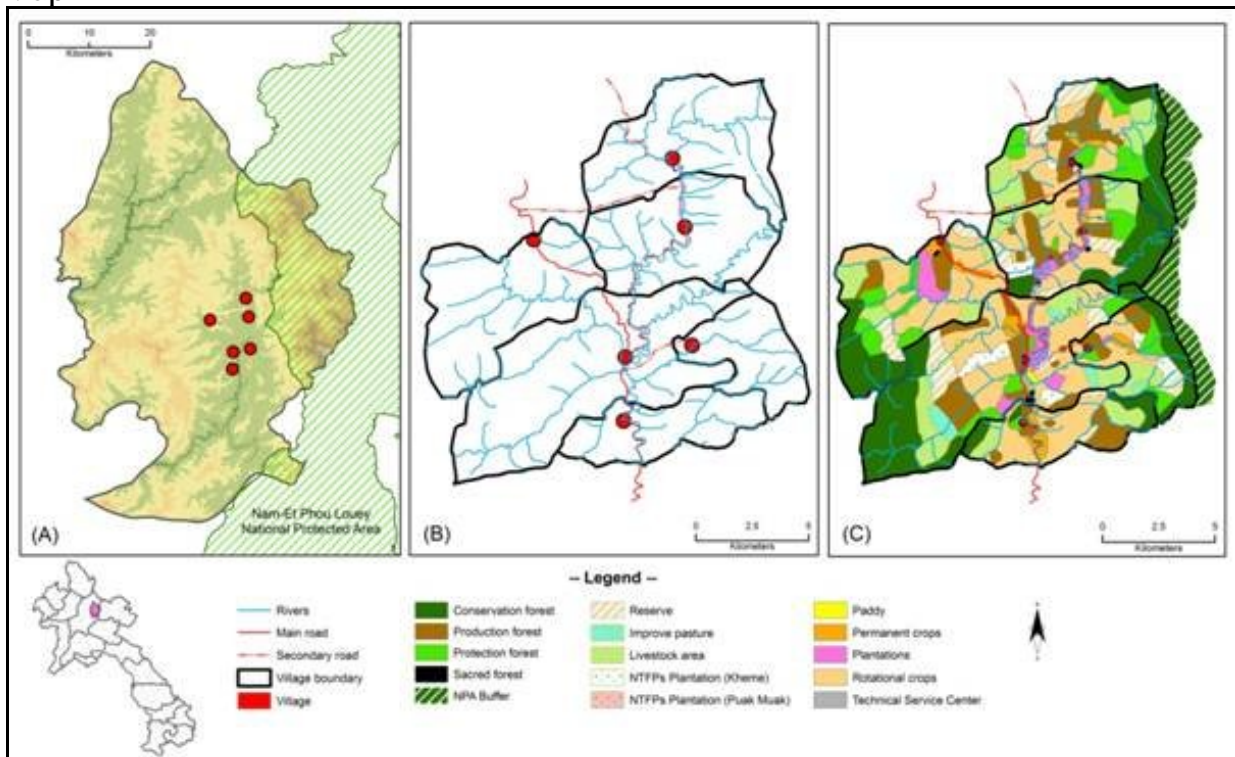 0 10 20
Kilometers
Nam-Et Phou Louey
National Protected Area
(A)
(B)
0 2.5 5
Kilometers
(C)
0 2.5 5
Kilometers
-- Legend --
Rivers
Main road
Secondary road
Village boundary
Village
Conservation forest
Production forest
Protection forest
Sacred forest
NPA Buffer
Reserve
Improve pasture
Livestock area
NTFPs Plantation (Kheme)
NTFPs Plantation (Puak Muak)
Paddy
Permanent crops
Plantations
Rotational crops
Technical Service Center